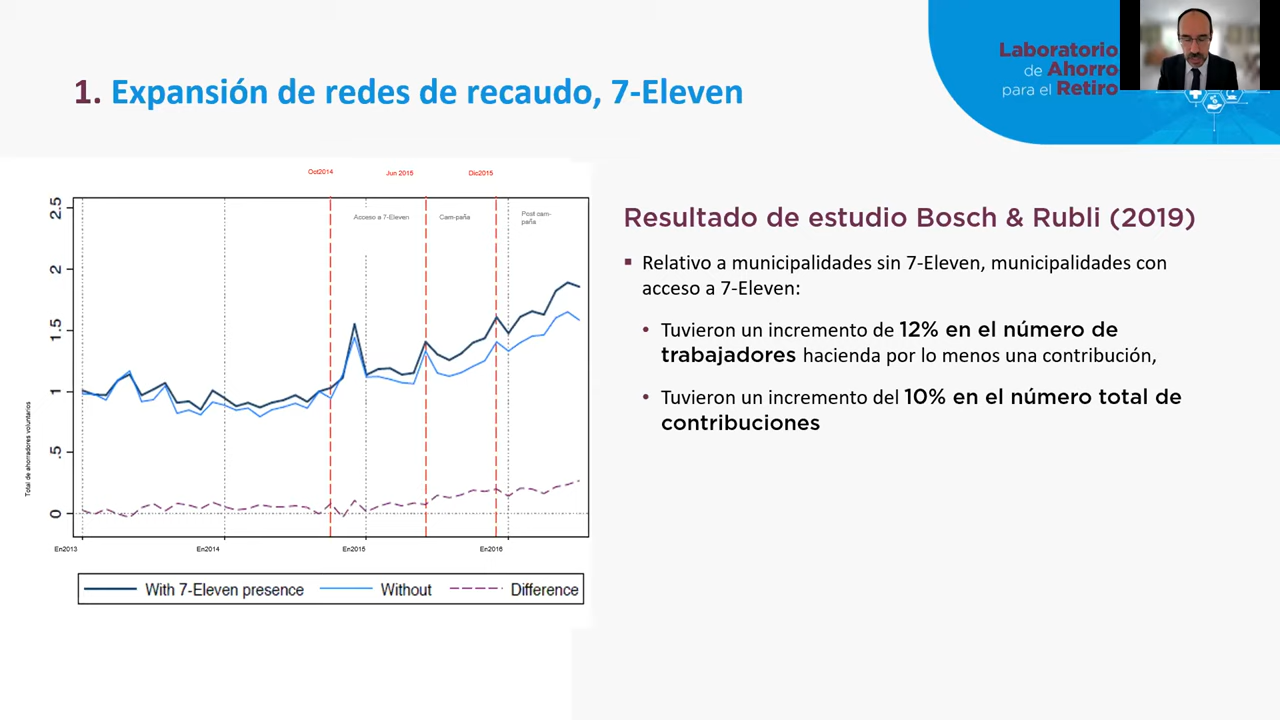 1. Expansión de redes de recaudo, 7-Eleven
Laboratorio
de Ahorro
para el Retiro
Oct2014
Jun 2015
Dic2015
Acceso a 7-Eleven
Cam-paña
Post cam-
paña
2.5
2
1.5
1
.5
0
Total de ahorradores voluntarios
En2013
En2014
En2015
En2016
With 7-Eleven presence
Without
Difference
Resultado de estudio Bosch & Rubli (2019)
Relativo a municipalidades sin 7-Eleven, municipalidades con
acceso a 7-Eleven:
Tuvieron un incremento de 12% en el número de
trabajadores hacienda por lo menos una contribución,
Tuvieron un incremento del 10% en el número total de
contribuciones